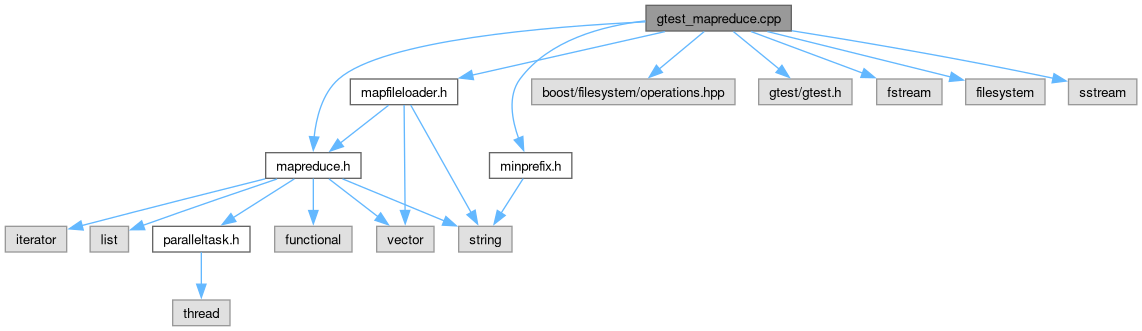 gtest_mapreduce.cpp
mapfileloader.h
boost/filesystem/operations.hpp
gtest/gtest.h
fstream
filesystem
sstream
mapreduce.h
minprefix.h
iterator
list
paralleltask.h
functional
vector
string
thread